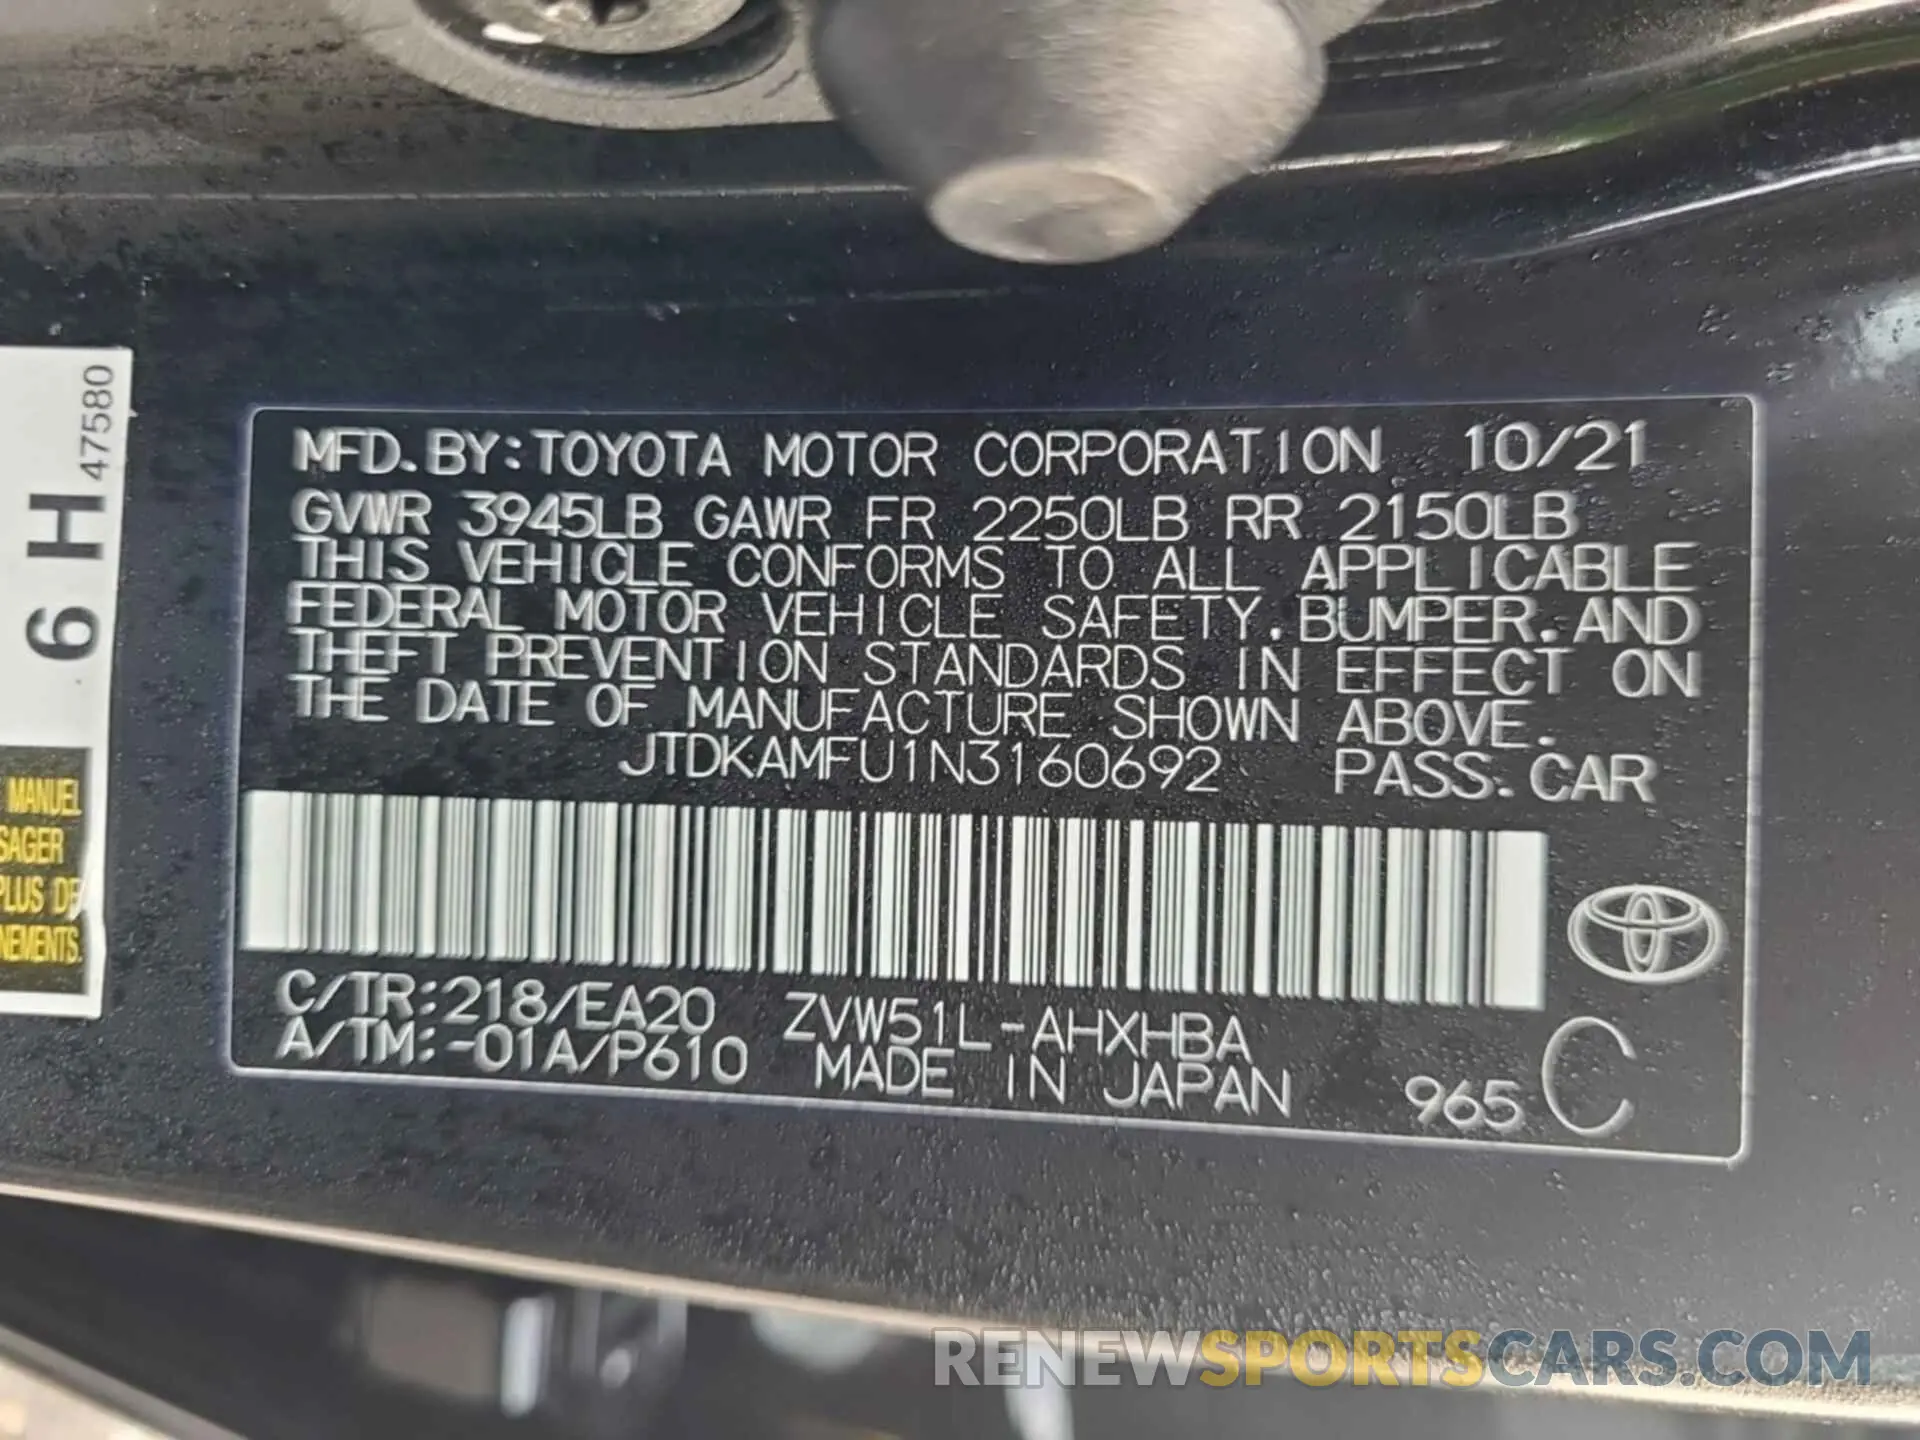 MFD.BY:TOYOTA MOTOR CORPORATION 10/21
GVWR 3945LB GAWR FR 2250LB RR 2150LB
THIS VEHICLE CONFORMS TO ALL APPLICABLE
FEDERAL MOTOR VEHICLE SAFETY,BUMPER,AND
THEFT PREVENTION STANDARDS IN EFFECT ON
THE DATE OF MANUFACTURE SHOWN ABOVE.
JTDKAMFU1N3160692 PASS.CAR
C/TR:218/EA20 ZVW51L-AHXHBA
A/TM:-01A/P610 MADE IN JAPAN 965 C
6 H 47580
MANUEL
SAGER
PLUS DE
NEMENTS.
RENEWSPORTSCARS.COM